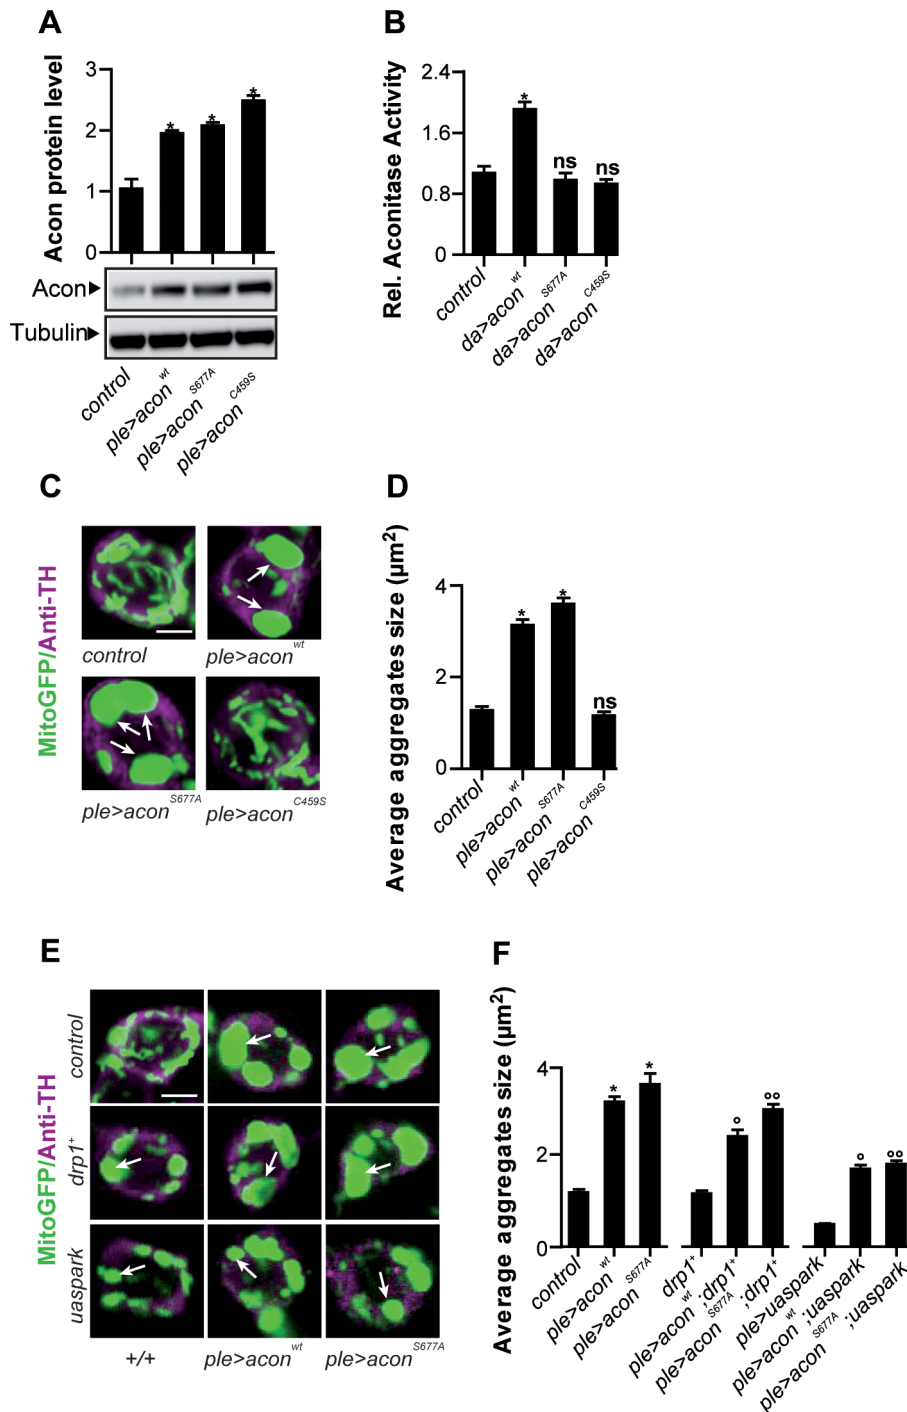 A
Acon protein level
3
2
1
0
* * *
Acon
Tubulin
control
ple>acon wt
ple>acon S677A
ple>acon C459S
B
Rel. Aconitase Activity
2.4
1.6
0.8
0
* ns ns
control
da>acon wt
da>acon S677A
da>acon C459S
C
MitoGFP/Anti-TH
control
ple>acon wt
ple>acon S677A
ple>acon C459S
D
Average aggregates size (µm²)
4
2
0
* * ns
control
ple>acon wt
ple>acon S677A
ple>acon C459S
E
MitoGFP/Anti-TH
control
drp1+
uaspark
+/+
ple>acon wt
ple>acon S677A
F
Average aggregates size (µm²)
4
2
0
* * ° °° ° °°
control
ple>acon wt
ple>acon S677A
drp1+
ple>acon wt ;drp1+
ple>acon S677A ;drp1+
ple>uaspark
ple>acon wt ;uaspark
ple>acon S677A ;uaspark